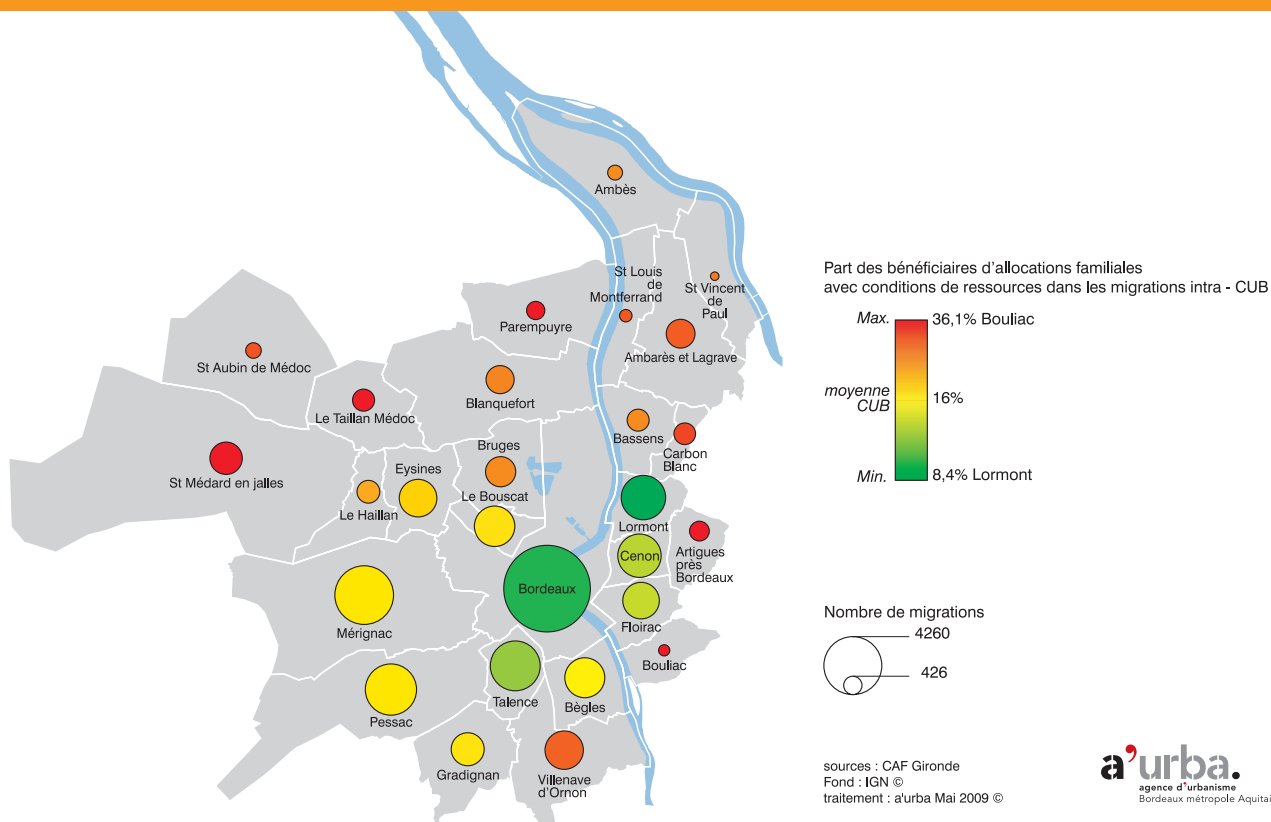 Ambès
St Louis
de
Montferrand
St Vincent
de
Paul
Parempuyre
Ambarès et Lagrave
St Aubin de Médoc
Le Taillan Médoc
Blanquefort
Bassens
Carbon
Blanc
St Médard en jalles
Eysines
Bruges
Le Haillan
Le Bouscat
Lormont
Cenon
Artigues
près
Bordeaux
Bordeaux
Mérignac
Floirac
Bouliac
Pessac
Talence
Bègles
Gradignan
Villenave
d'Ornon
Part des bénéficiaires d'allocations familiales
avec conditions de ressources dans les migrations intra - CUB
Max. 36,1% Bouliac
moyenne
CUB
16%
Min. 8,4% Lormont
Nombre de migrations
4260
426
sources : CAF Gironde
Fond : IGN ©
traitement : a'urba Mai 2009 ©
a'urba.
agence d'urbanisme
Bordeaux métropole Aquitai